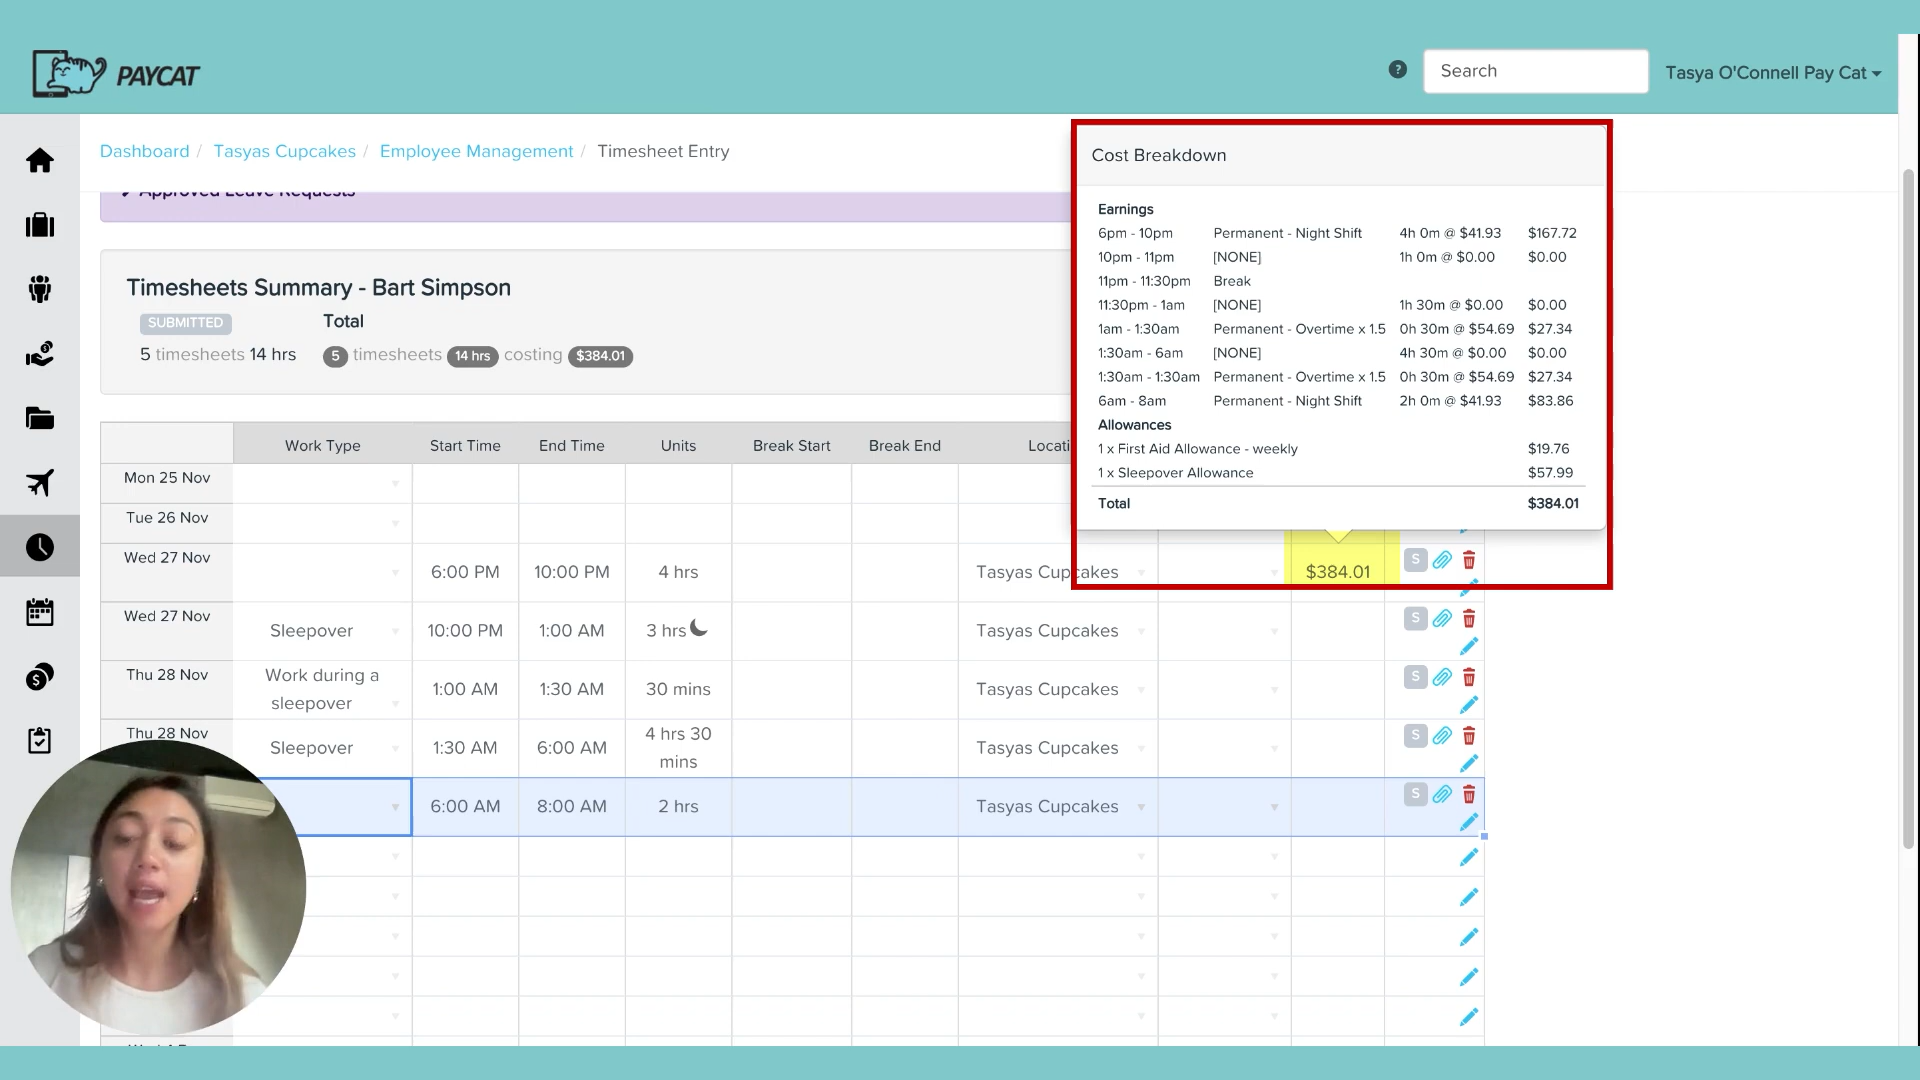 PAYCAT
?
Search
Tasya O'Connell Pay Cat
Dashboard / Tasyas Cupcakes / Employee Management / Timesheet Entry
Approved Leave Requests
Timesheets Summary - Bart Simpson
SUBMITTED
Total
5 timesheets 14 hrs
5 timesheets 14 hrs costing $384.01
Cost Breakdown
Earnings
6pm - 10pm Permanent - Night Shift 4h 0m @ $41.93 $167.72
10pm - 11pm [NONE] 1h 0m @ $0.00 $0.00
11pm - 11:30pm Break
11:30pm - 1am [NONE] 1h 30m @ $0.00 $0.00
1am - 1:30am Permanent - Overtime x 1.5 0h 30m @ $54.69 $27.34
1:30am - 6am [NONE] 4h 30m @ $0.00 $0.00
1:30am - 1:30am Permanent - Overtime x 1.5 0h 30m @ $54.69 $27.34
6am - 8am Permanent - Night Shift 2h 0m @ $41.93 $83.86
Allowances
1 x First Aid Allowance - weekly $19.76
1 x Sleepover Allowance $57.99
Total $384.01
Work Type Start Time End Time Units Break Start Break End
Mon 25 Nov
Tue 26 Nov
Wed 27 Nov 6:00 PM 10:00 PM 4 hrs Tasyas Cupcakes $384.01 S
Wed 27 Nov Sleepover 10:00 PM 1:00 AM 3 hrs Tasyas Cupcakes S
Thu 28 Nov Work during a
sleepover 1:00 AM 1:30 AM 30 mins Tasyas Cupcakes S
Thu 28 Nov Sleepover 1:30 AM 6:00 AM 4 hrs 30
mins Tasyas Cupcakes S
6:00 AM 8:00 AM 2 hrs Tasyas Cupcakes S